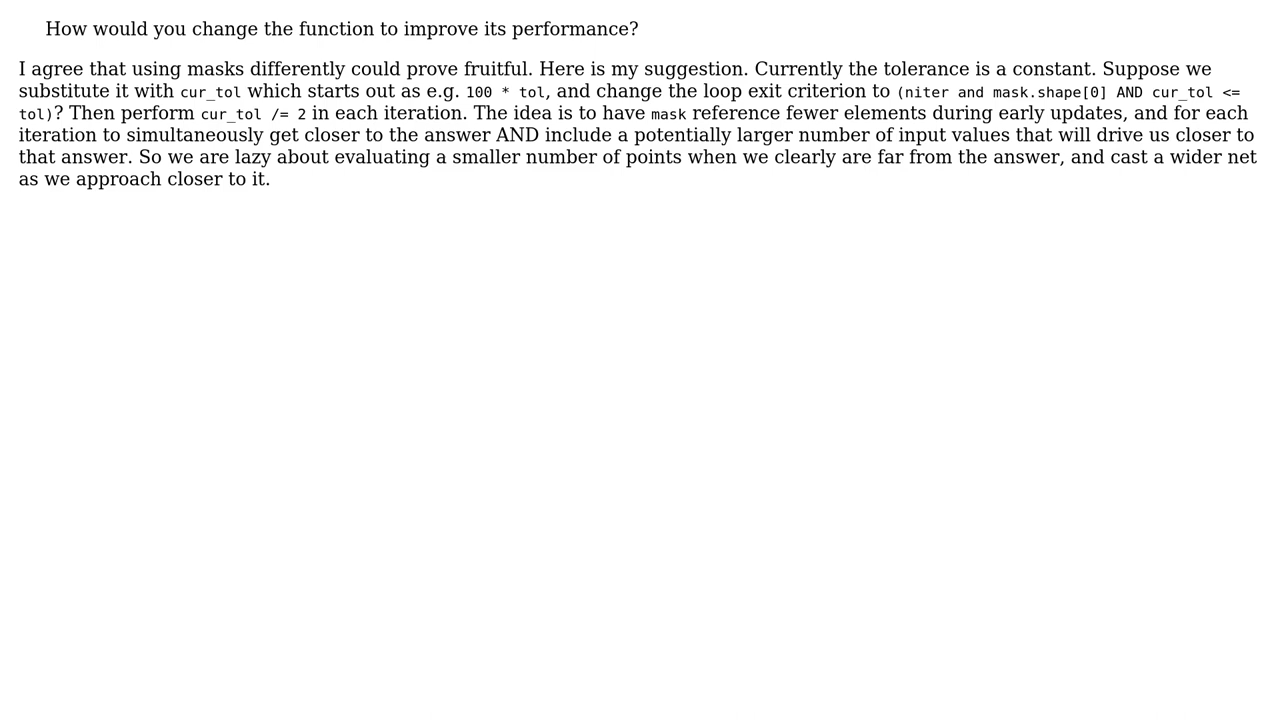 How would you change the function to improve its performance?
I agree that using masks differently could prove fruitful. Here is my suggestion. Currently the tolerance is a constant. Suppose we
substitute it with cur_tol which starts out as e.g. 100 * tol, and change the loop exit criterion to (niter and mask.shape[0] AND cur_tol <=
tol)? Then perform cur_tol /= 2 in each iteration. The idea is to have mask reference fewer elements during early updates, and for each
iteration to simultaneously get closer to the answer AND include a potentially larger number of input values that will drive us closer to
that answer. So we are lazy about evaluating a smaller number of points when we clearly are far from the answer, and cast a wider net
as we approach closer to it.